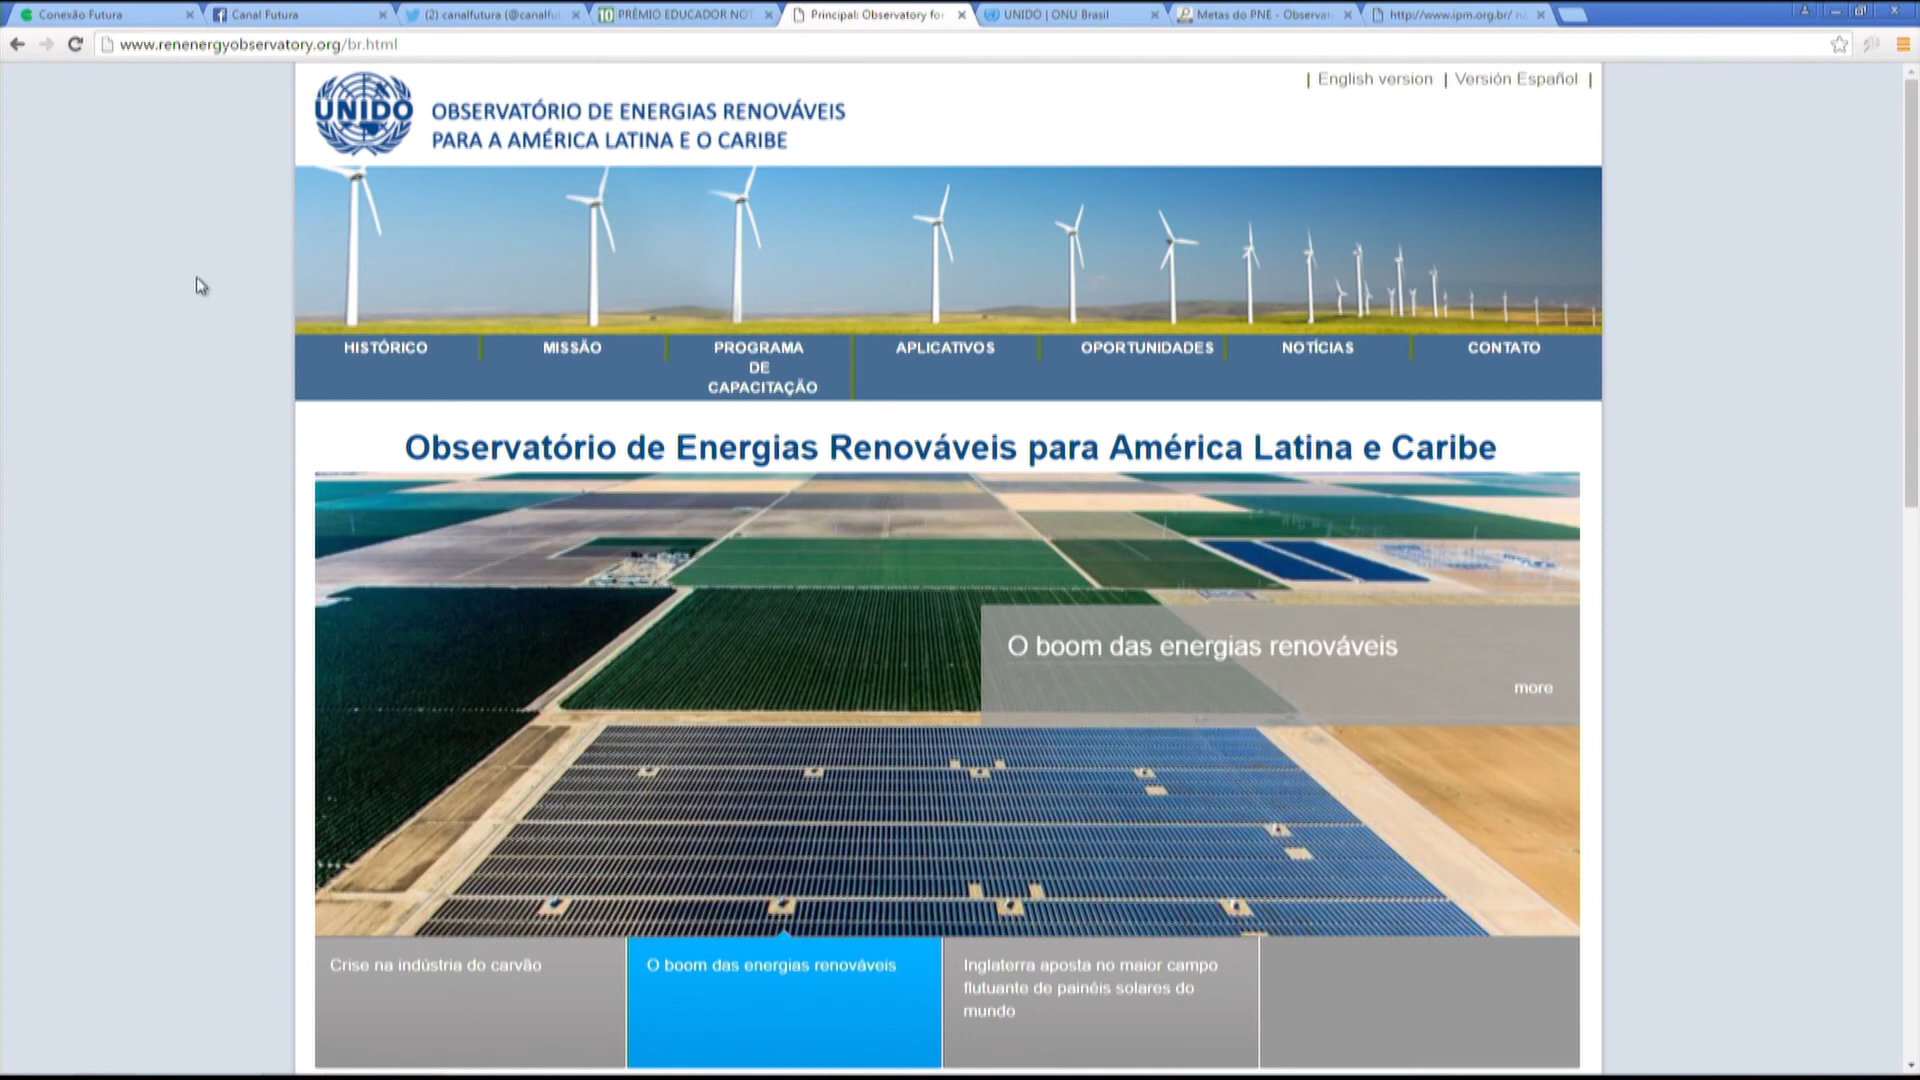 Conexão Futura
Canal Futura
(2) canalfutura (@canalfu
PRÊMIO EDUCADOR NOT
Principal: Observatory for
UNIDO | ONU Brasil
Metas do PNE - Observat
http://www.ipm.org.br/
www.renenergyobservatory.org/br.html
| English version | Versión Español |
UNIDO
OBSERVATÓRIO DE ENERGIAS RENOVÁVEIS
PARA A AMÉRICA LATINA E O CARIBE
HISTÓRICO
MISSÃO
PROGRAMA
DE
CAPACITAÇÃO
APLICATIVOS
OPORTUNIDADES
NOTÍCIAS
CONTATO
Observatório de Energias Renováveis para América Latina e Caribe
O boom das energias renováveis
more
Crise na indústria do carvão
O boom das energias renováveis
Inglaterra aposta no maior campo
flutuante de painéis solares do
mundo